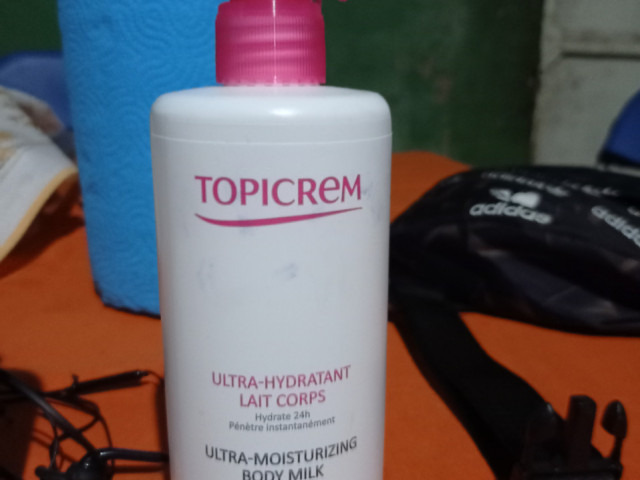 TOPICREM
ULTRA-HYDRATANT
LAIT CORPS
Hydrate 24h
Pénètre instantanément
ULTRA-MOISTURIZING
BODY MILK
adidas
adidas